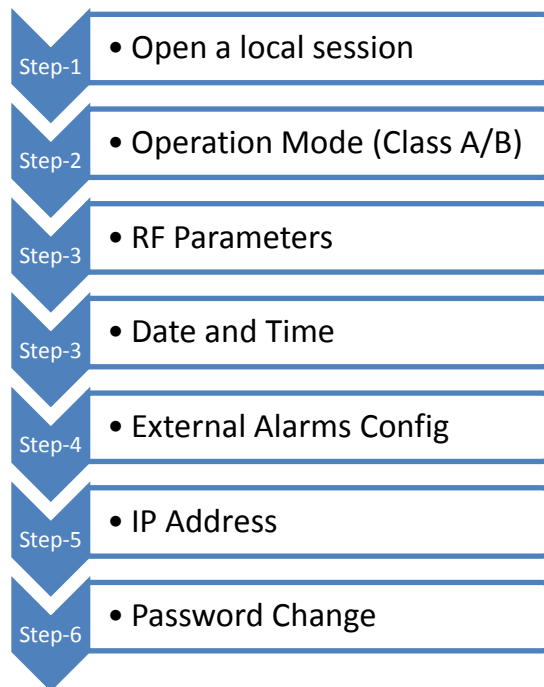 Step-1
• Open a local session
Step-2
• Operation Mode (Class A/B)
Step-3
• RF Parameters
Step-3
• Date and Time
Step-4
• External Alarms Config
Step-5
• IP Address
Step-6
• Password Change